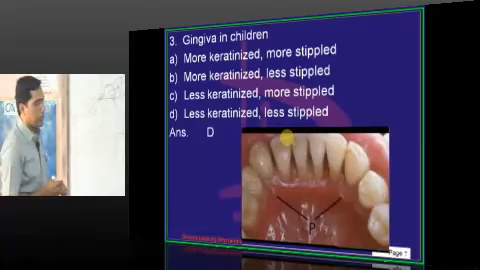 3. Gingiva in children
a) More keratinized, more stippled
b) More keratinized, less stippled
c) Less keratinized, more stippled
d) Less keratinized, less stippled
Ans. D
P
Page 1